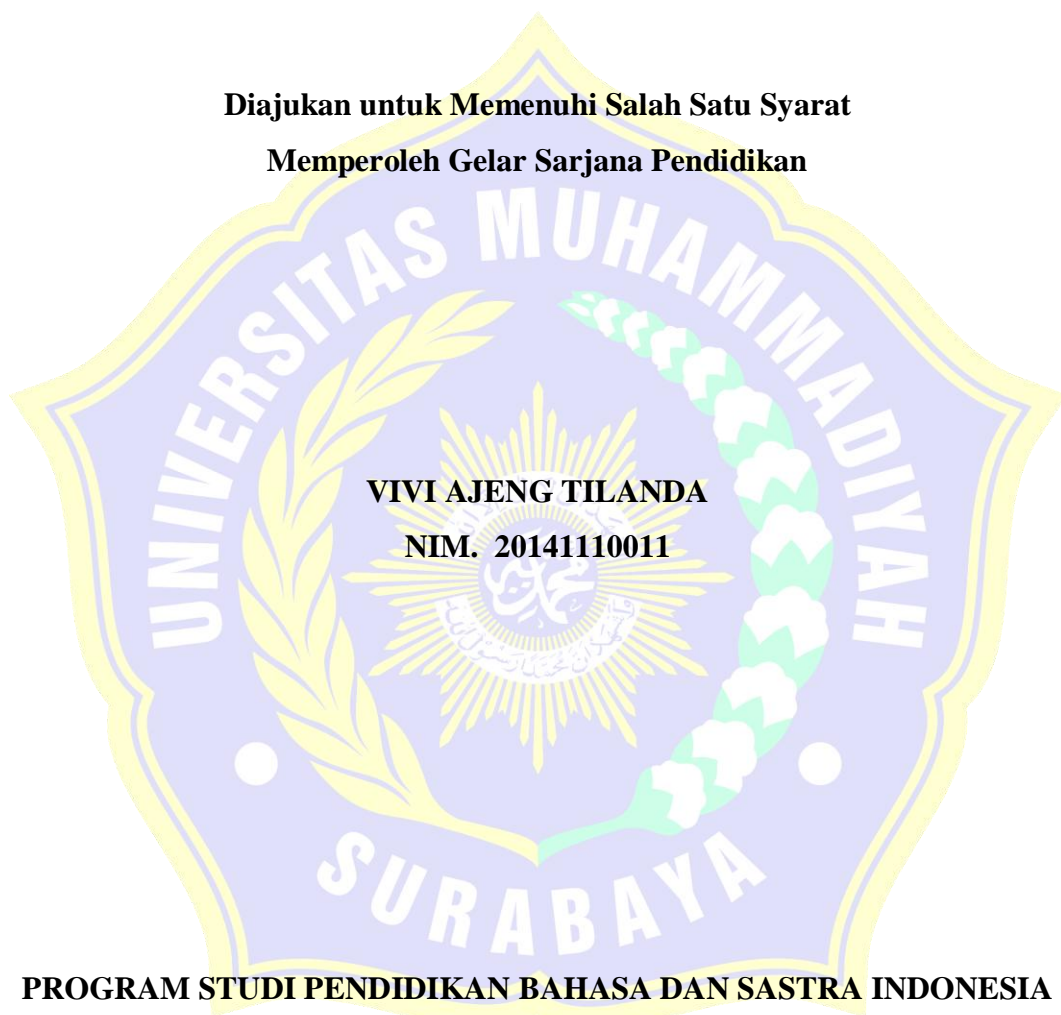 Diajukan untuk Memenuhi Salah Satu Syarat
Memperoleh Gelar Sarjana Pendidikan
UNIVERSITAS MUHAMMADIYAH
VIVI AJENG TILANDA
NIM. 20141110011
محمد
SURABAYA
PROGRAM STUDI PENDIDIKAN BAHASA DAN SASTRA INDONESIA